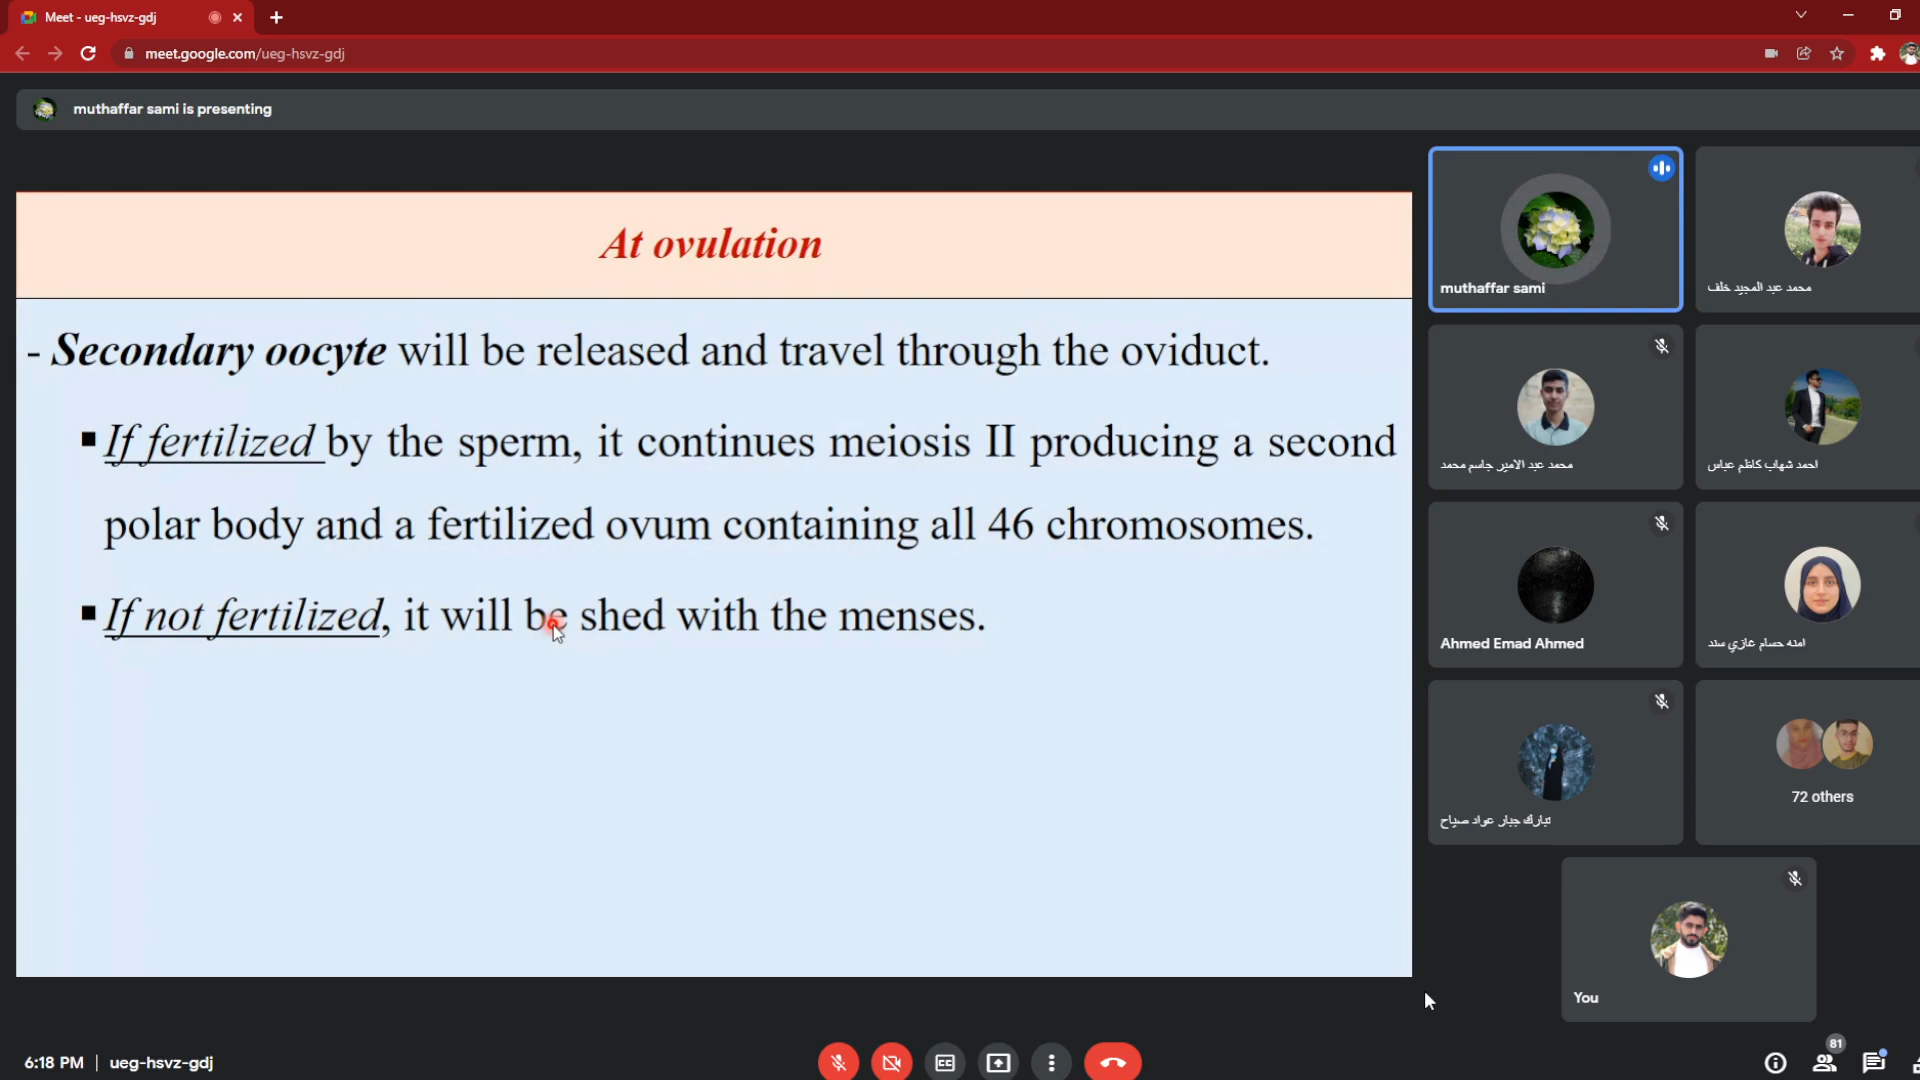 Meet - ueg-hsvz-gdj
meet.google.com/ueg-hsvz-gdj
muthaffar sami is presenting
At ovulation
- Secondary oocyte will be released and travel through the oviduct.
▪ If fertilized by the sperm, it continues meiosis II producing a second
polar body and a fertilized ovum containing all 46 chromosomes.
▪ If not fertilized, it will be shed with the menses.
muthaffar sami
محمد عبد المجيد خلف
محمد عبد الامير جاسم محمد
احمد شهاب كاظم عباس
Ahmed Emad Ahmed
امنه حسام غازي سند
تبارك جبار عواد صياح
72 others
You
6:18 PM | ueg-hsvz-gdj
CC
81